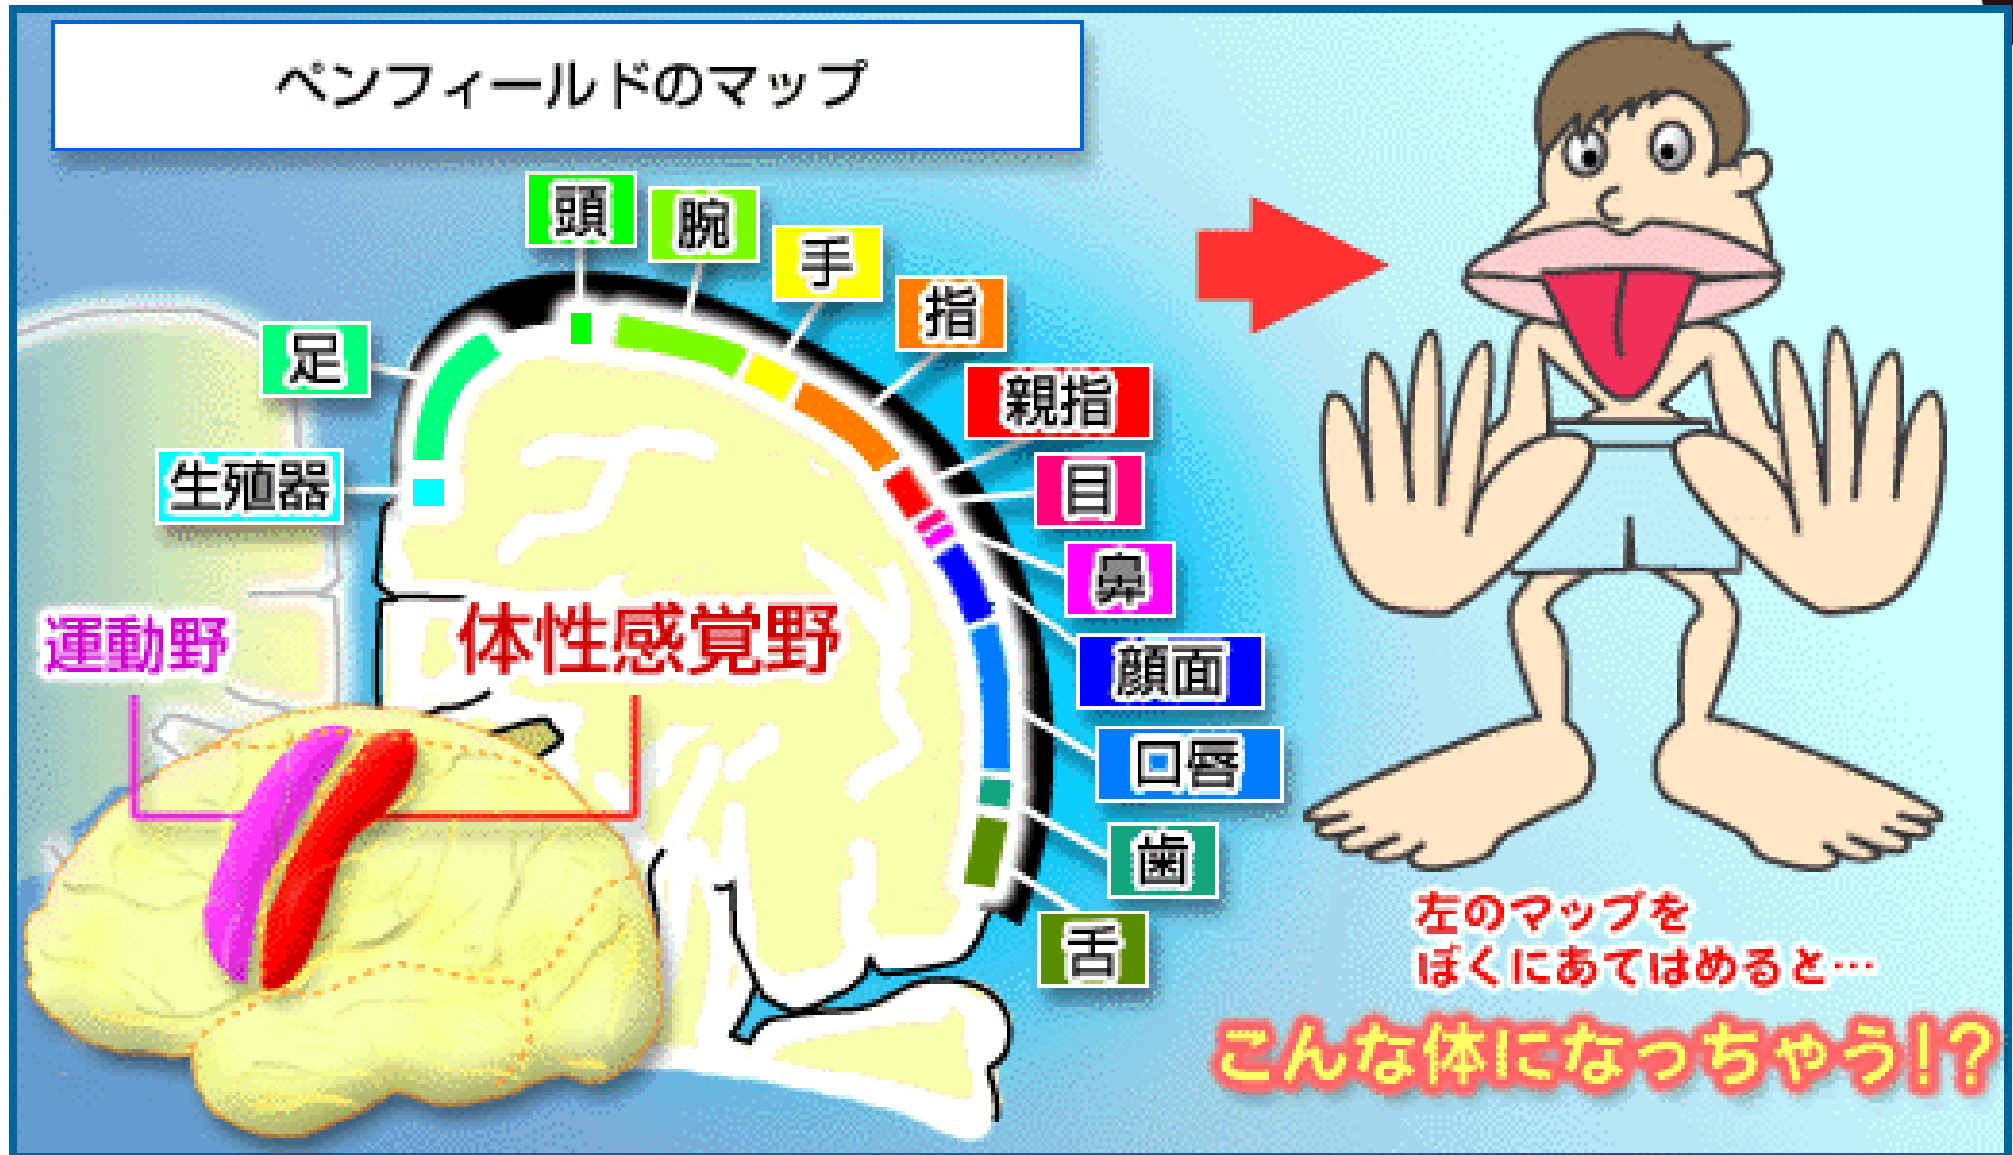 ペンフィールドのマップ
頭
腕
手
指
親指
目
鼻
顔面
口唇
歯
舌
足
生殖器
運動野
体性感覚野
左のマップを
ぼくにあてはめると…
こんな体になっちゃう!?